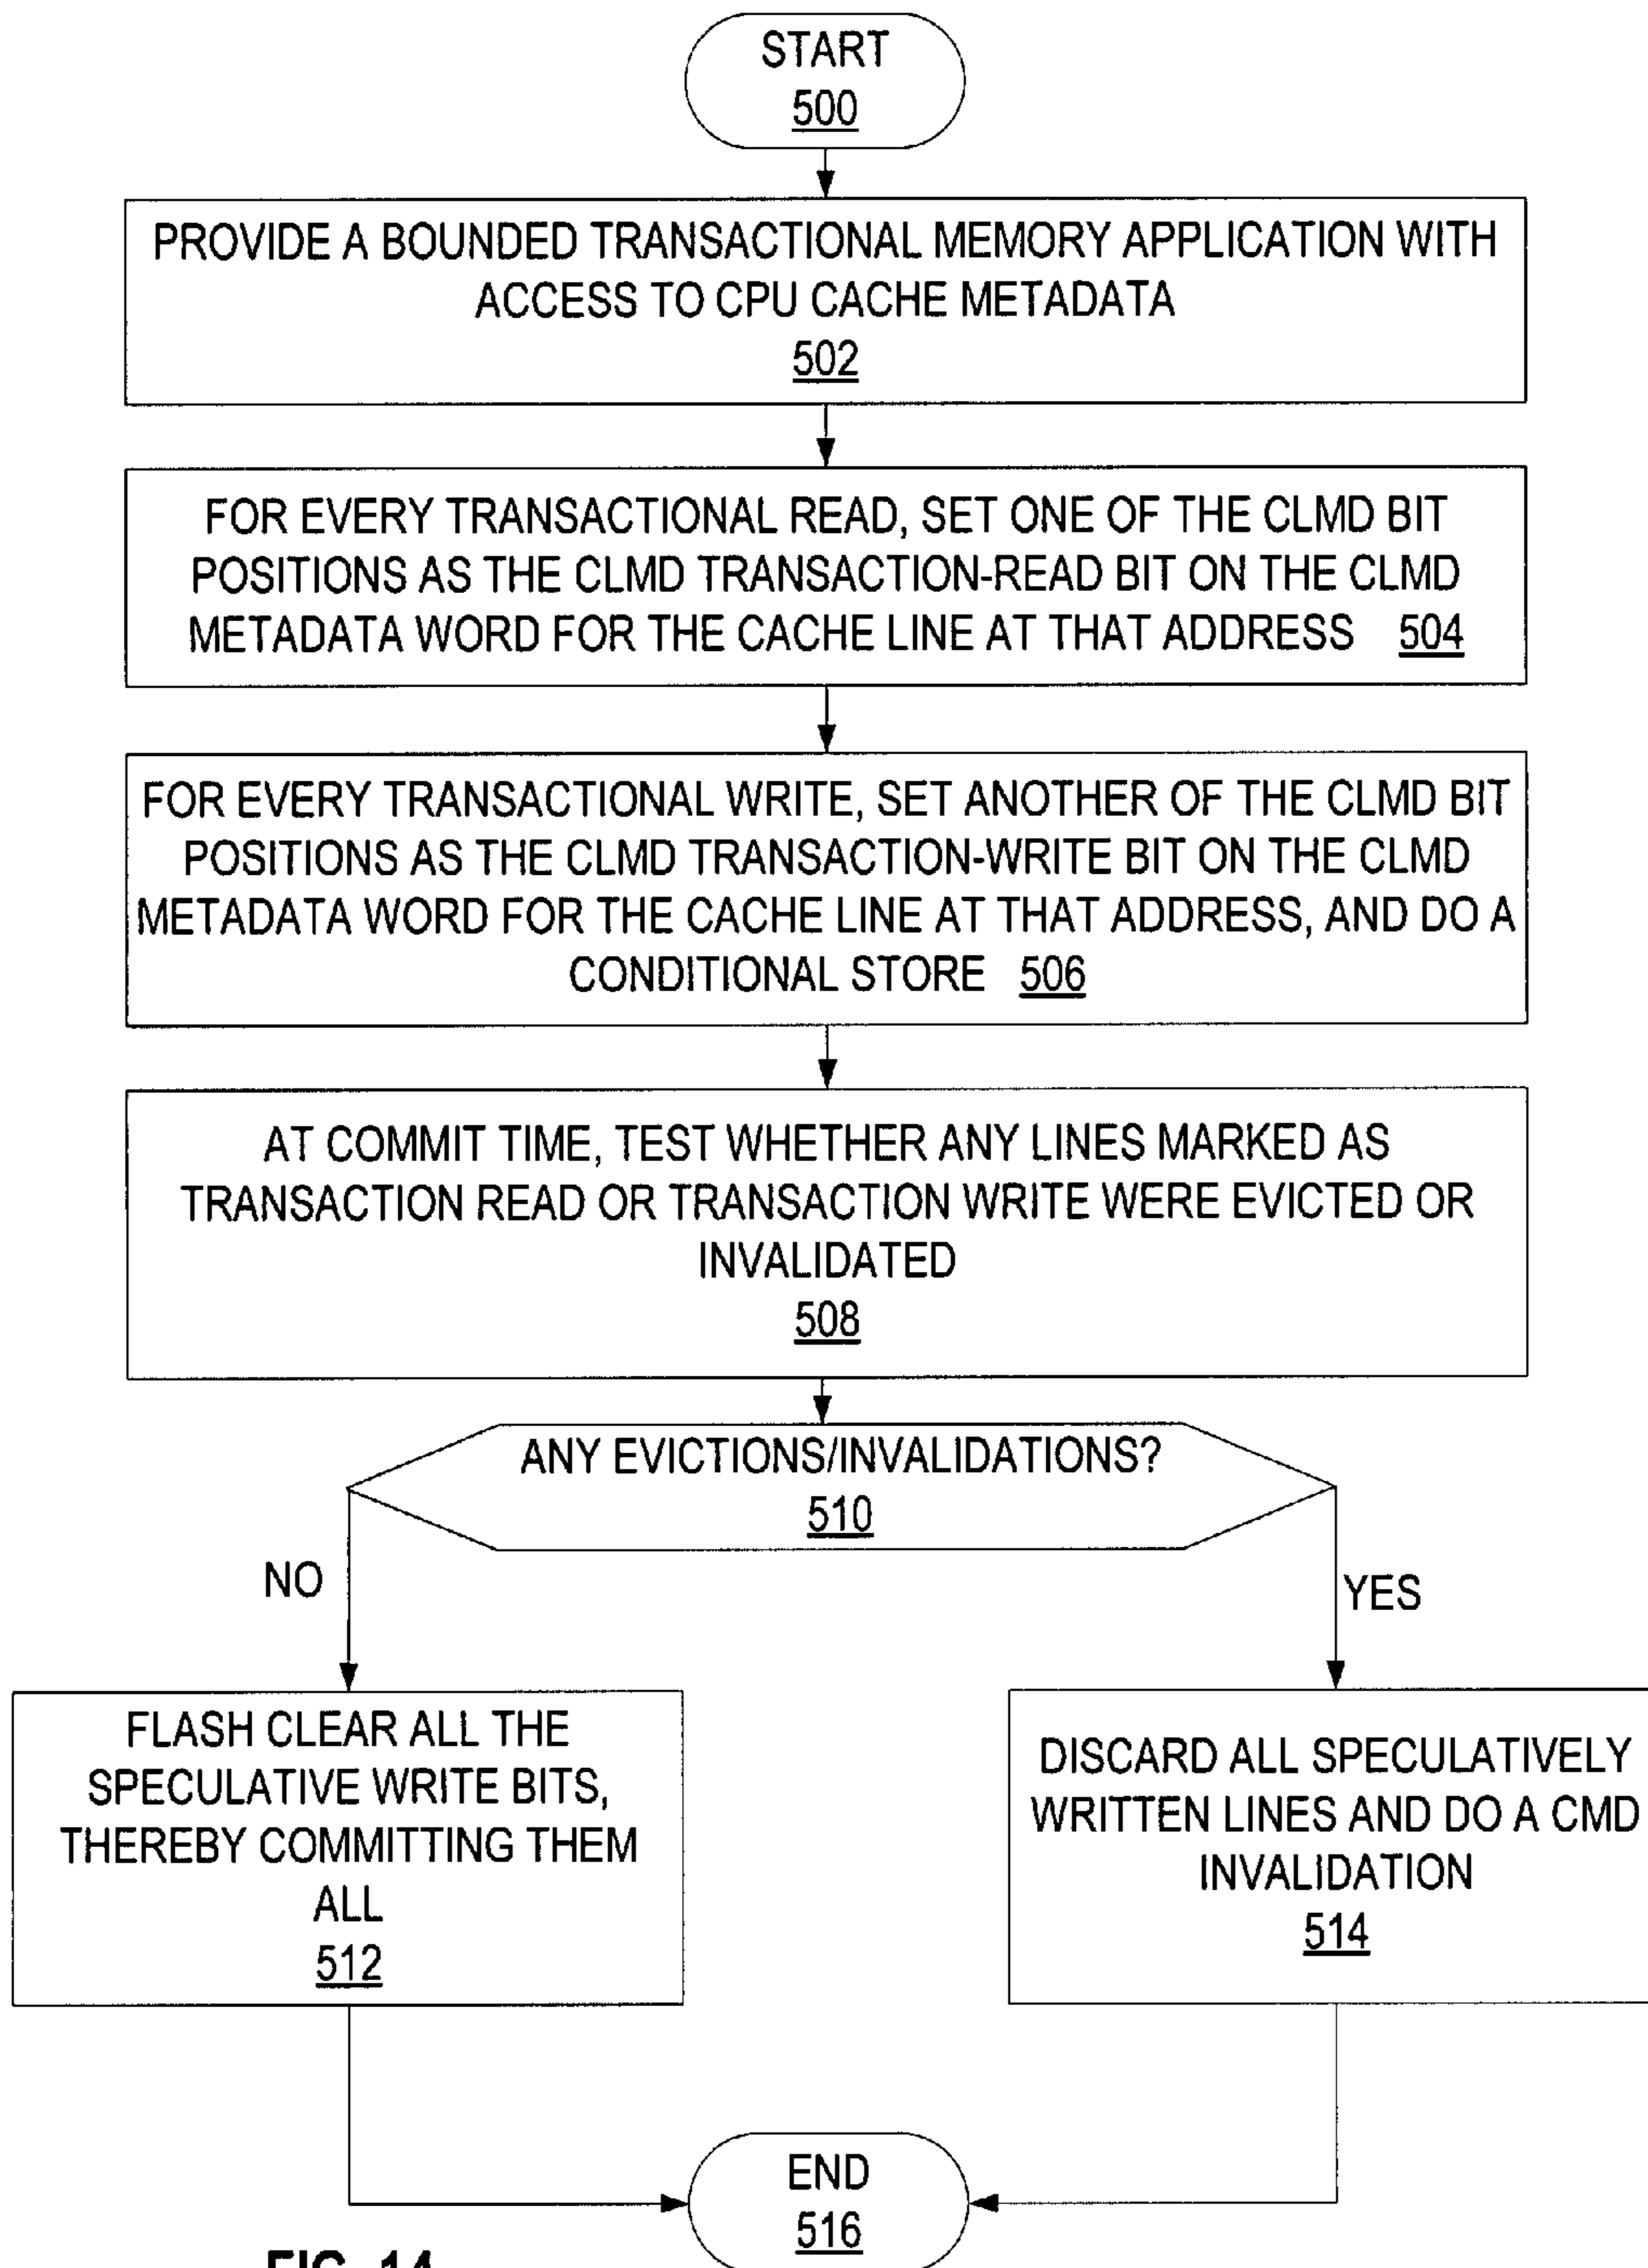 START
500
PROVIDE A BOUNDED TRANSACTIONAL MEMORY APPLICATION WITH
ACCESS TO CPU CACHE METADATA
502
FOR EVERY TRANSACTIONAL READ, SET ONE OF THE CLMD BIT
POSITIONS AS THE CLMD TRANSACTION-READ BIT ON THE CLMD
METADATA WORD FOR THE CACHE LINE AT THAT ADDRESS 504
FOR EVERY TRANSACTIONAL WRITE, SET ANOTHER OF THE CLMD BIT
POSITIONS AS THE CLMD TRANSACTION-WRITE BIT ON THE CLMD
METADATA WORD FOR THE CACHE LINE AT THAT ADDRESS, AND DO A
CONDITIONAL STORE 506
AT COMMIT TIME, TEST WHETHER ANY LINES MARKED AS
TRANSACTION READ OR TRANSACTION WRITE WERE EVICTED OR
INVALIDATED
508
ANY EVICTIONS/INVALIDATIONS?
510
NO
YES
FLASH CLEAR ALL THE
SPECULATIVE WRITE BITS,
THEREBY COMMITTING THEM
ALL
512
DISCARD ALL SPECULATIVELY
WRITTEN LINES AND DO A CMD
INVALIDATION
514
END
516
FIG. 14